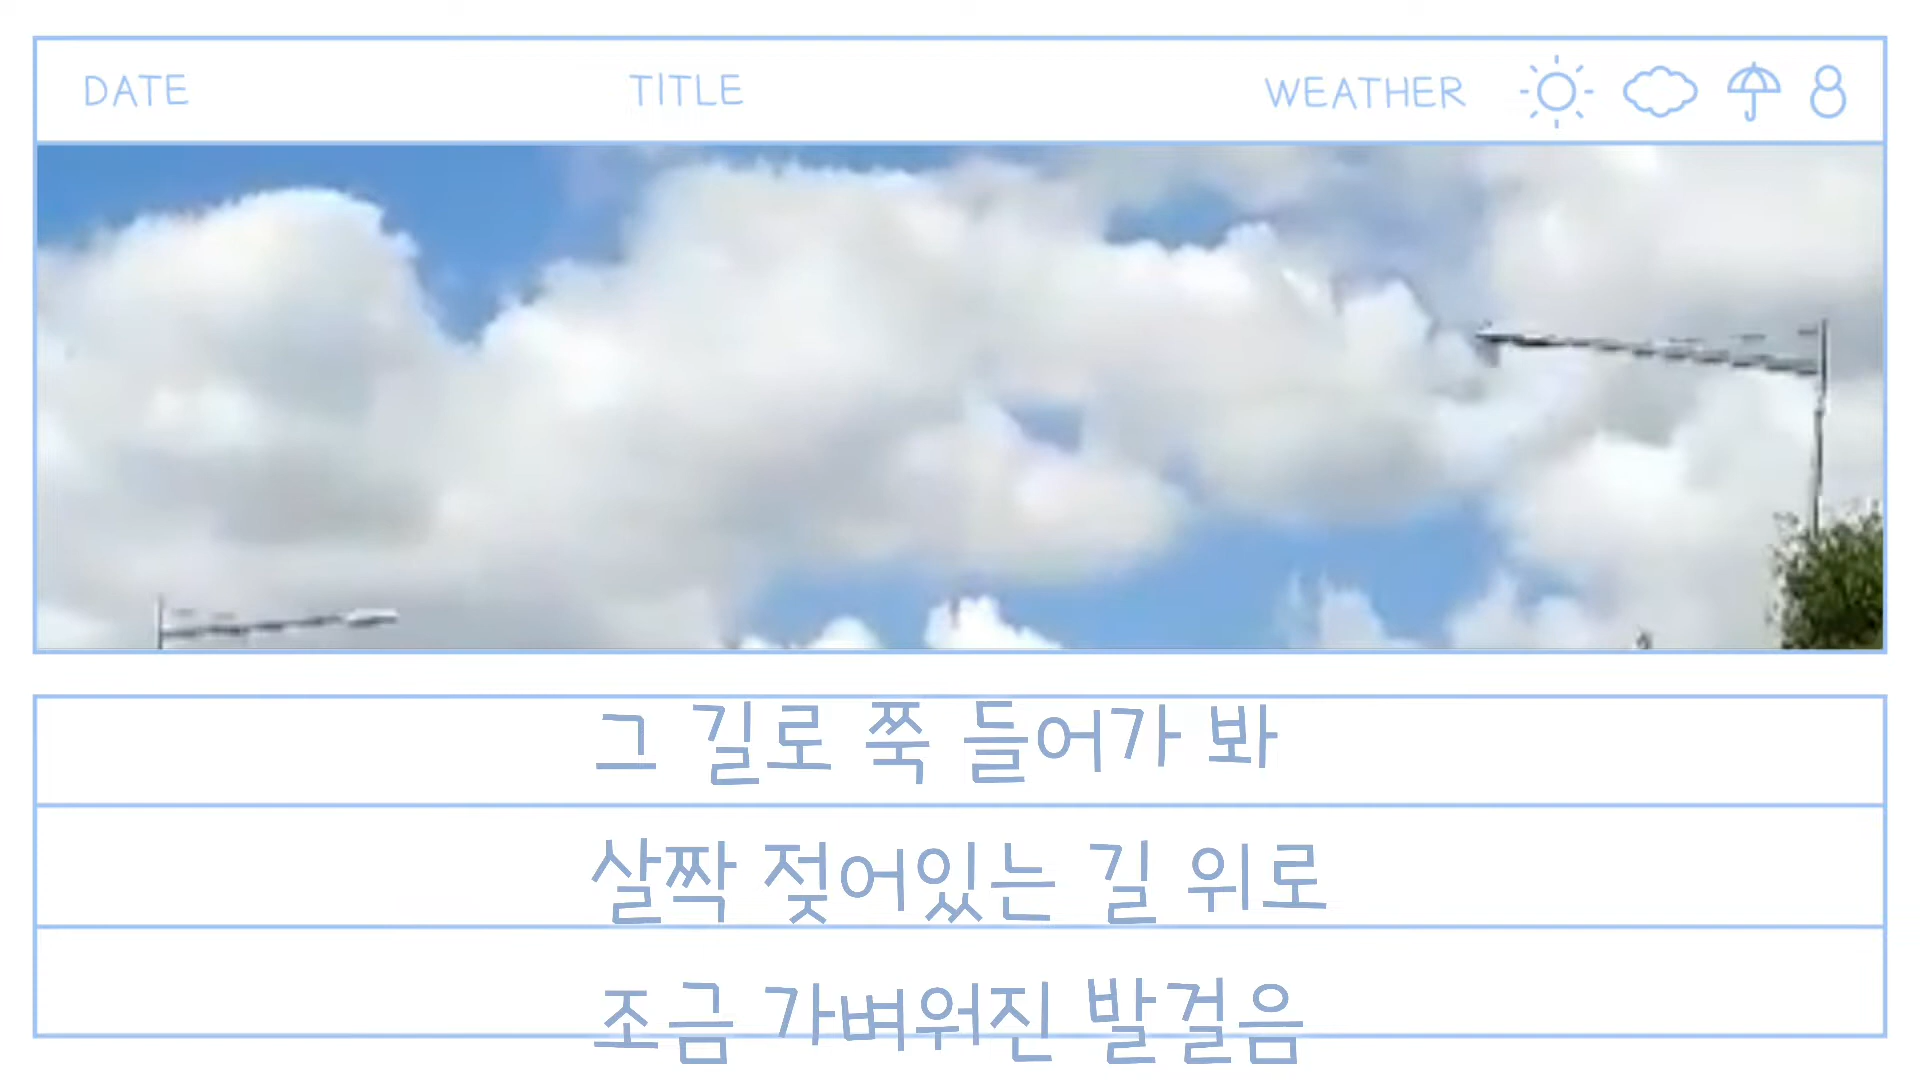 DATE TITLE WEATHER
그 길로 쭉 들어가 봐
살짝 젖어있는 길 위로
조금 가벼워진 발걸음